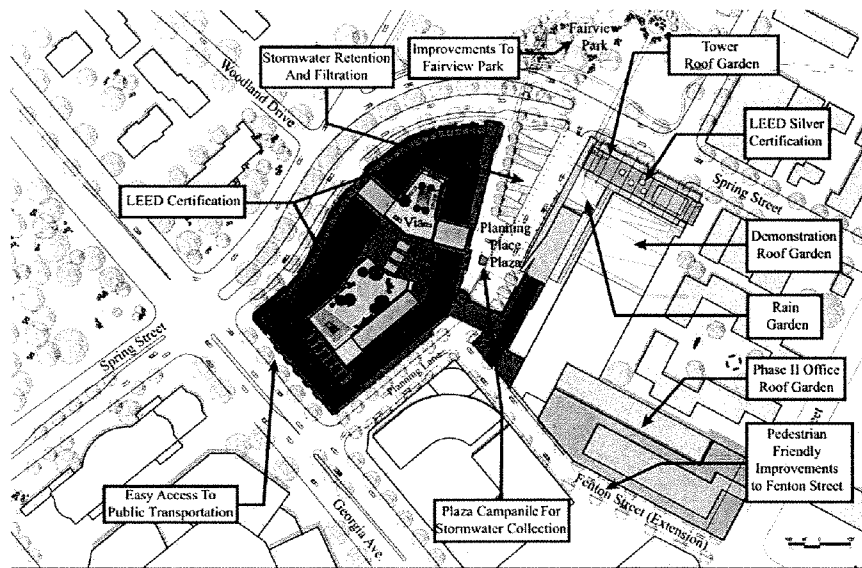 Fairview
Park
Stormwater Retention
And Filtration
Improvements To
Fairview Park
Tower
Roof Garden
Woodland Drive
LEED Silver
Certification
LEED Certification
Spring Street
Planning
Place
Plaza
Demonstration
Roof Garden
Rain
Garden
Spring Street
Planning Lane
Phase II Office
Roof Garden
Pedestrian
Friendly
Improvements
to Fenton Street
Easy Access To
Public Transportation
Georgia Ave.
Plaza Campanile For
Stormwater Collection
Fenton Street (Extension)